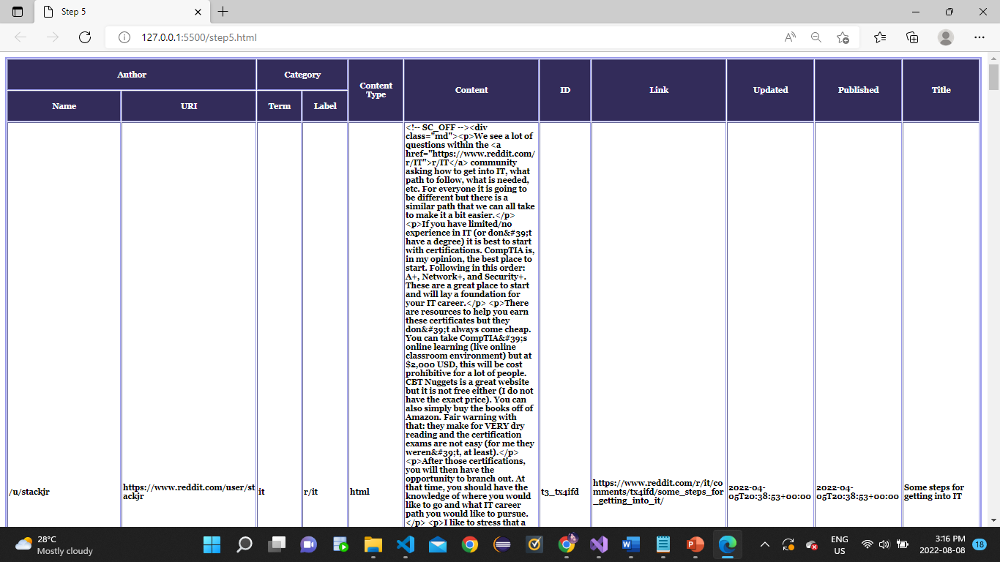 Step 5
127.0.0.1:5500/step5.html
Author
Category
Content
Type
Content
ID
Link
Updated
Published
Title
Name
URI
Term
Label
/u/stackjr
https://www.reddit.com/user/st
ackjr
it
r/it
html
<!-- SC_OFF --><div
class="md"><p>We see a lot of
questions within the <a
href="https://www.reddit.com/
r/IT">r/IT</a> community
asking how to get into IT, what
path to follow, what is needed,
etc. For everyone it is going to
be different but there is a
similar path that we can all take
to make it a bit easier.</p>
<p>If you have limited/no
experience in IT (or don&#39;t
have a degree) it is best to start
with certifications. CompTIA is,
in my opinion, the best place to
start. Following in this order:
A+, Network+, and Security+.
These are a great place to start
and will lay a foundation for
your IT career.</p> <p>There
are resources to help you earn
these certificates but they
don&#39;t always come cheap.
You can take CompTIA&#39;s
online learning (live online
classroom environment) but at
$2,000 USD, this will be cost
prohibitive for a lot of people.
CBT Nuggets is a great website
but it is not free either (I do not
have the exact price). You can
also simply buy the books off of
Amazon. Fair warning with
that: they make for VERY dry
reading and the certification
exams are not easy (for me they
weren&#39;t, at least).</p>
<p>After those certifications,
you will then have the
opportunity to branch out. At
that time, you should have the
knowledge of where you would
like to go and what IT career
path you would like to pursue.
</p> <p>I like to stress that a
t3_tx4ifd
https://www.reddit.com/r/it/co
mments/tx4ifd/some_steps_for
_getting_into_it/
2022-04-
05T20:38:53+00:00
2022-04-
05T20:38:53+00:00
Some steps for
getting into IT
28°C
Mostly cloudy
ENG
US
3:16 PM
2022-08-08
18